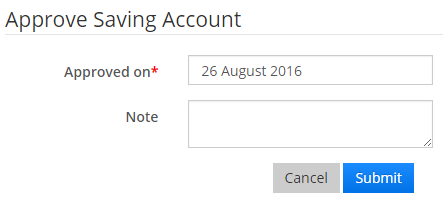 Approve Saving Account
Approved on* 26 August 2016
Note
Cancel Submit